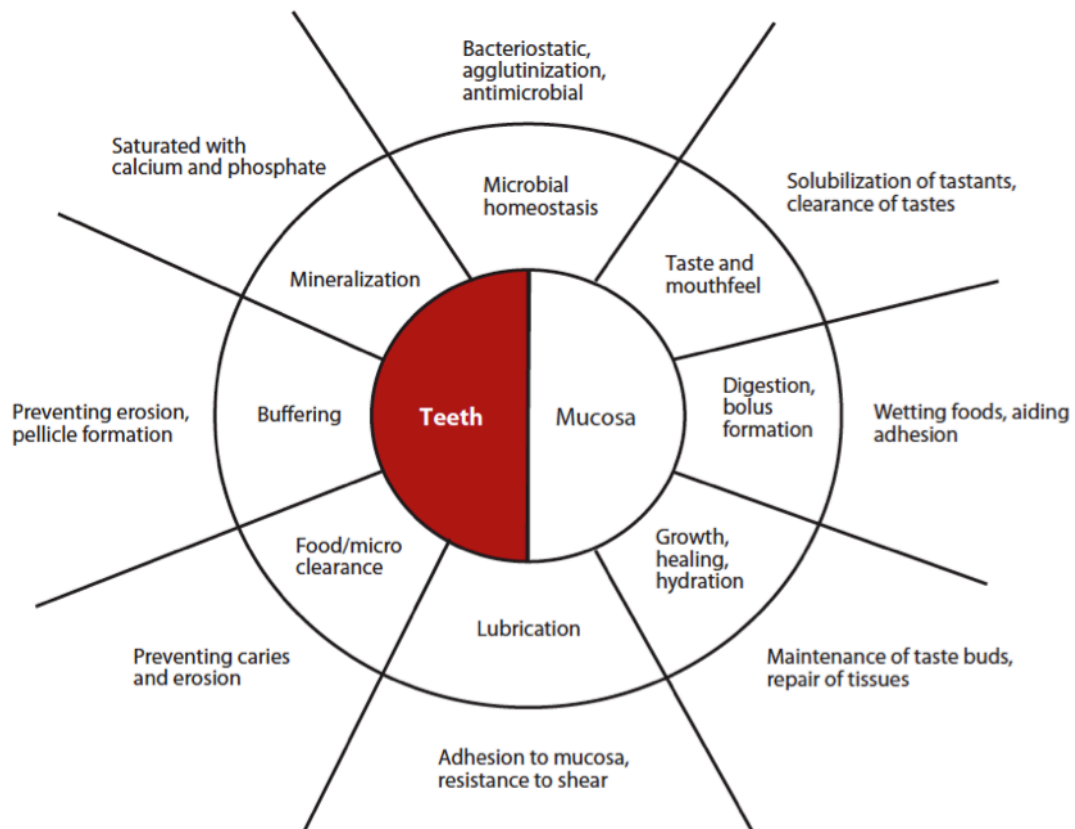 Bacteriostatic,
agglutinization,
antimicrobial
Saturated with
calcium and phosphate
Microbial
homeostasis
Solubilization of tastants,
clearance of tastes
Mineralization
Taste and
mouthfeel
Preventing erosion,
pellicle formation
Buffering
Teeth
Mucosa
Digestion,
bolus
formation
Wetting foods, aiding
adhesion
Food/micro
clearance
Growth,
healing,
hydration
Lubrication
Preventing caries
and erosion
Maintenance of taste buds,
repair of tissues
Adhesion to mucosa,
resistance to shear